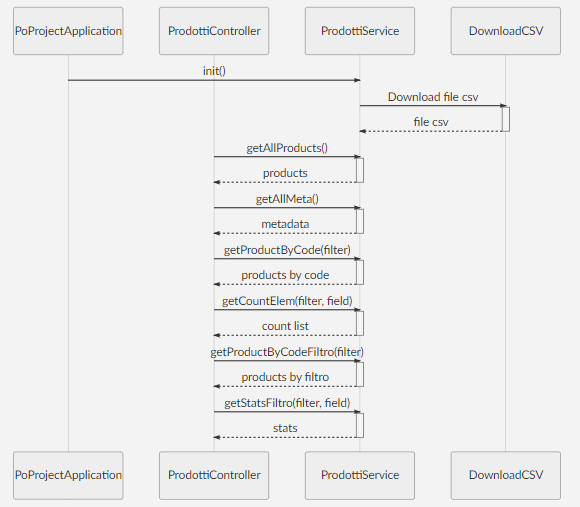 PoProjectApplication ProdottiController ProdottiService DownloadCSV
init()
Download file csv
file csv
getAllProducts()
products
getAllMeta()
metadata
getProductByCode(filter)
products by code
getCountElem(filter, field)
count list
getProductByCodeFiltro(filter)
products by filtro
getStatsFiltro(filter, field)
stats
PoProjectApplication ProdottiController ProdottiService DownloadCSV